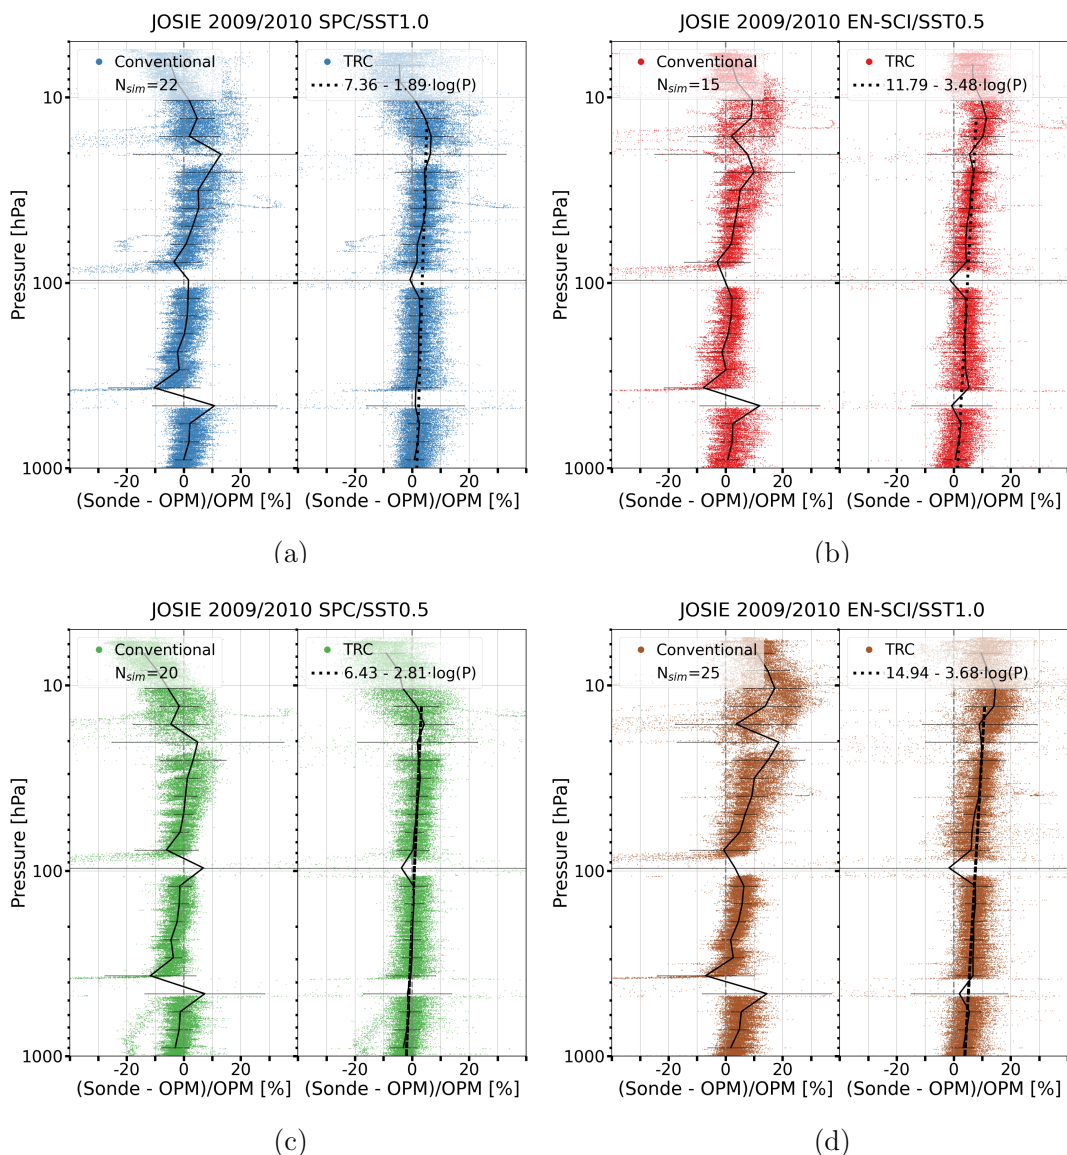 JOSIE 2009/2010 SPC/SST1.0
Conventional
N_sim=22
TRC
7.36 - 1.89·log(P)
Pressure [hPa]
10
100
1000
-20 0 20 -20 0 20
(Sonde - OPM)/OPM [%] (Sonde - OPM)/OPM [%]
(a)
JOSIE 2009/2010 EN-SCI/SST0.5
Conventional
N_sim=15
TRC
11.79 - 3.48·log(P)
Pressure [hPa]
10
100
1000
-20 0 20 -20 0 20
(Sonde - OPM)/OPM [%] (Sonde - OPM)/OPM [%]
(b)
JOSIE 2009/2010 SPC/SST0.5
Conventional
N_sim=20
TRC
6.43 - 2.81·log(P)
Pressure [hPa]
10
100
1000
-20 0 20 -20 0 20
(Sonde - OPM)/OPM [%] (Sonde - OPM)/OPM [%]
(c)
JOSIE 2009/2010 EN-SCI/SST1.0
Conventional
N_sim=25
TRC
14.94 - 3.68·log(P)
Pressure [hPa]
10
100
1000
-20 0 20 -20 0 20
(Sonde - OPM)/OPM [%] (Sonde - OPM)/OPM [%]
(d)